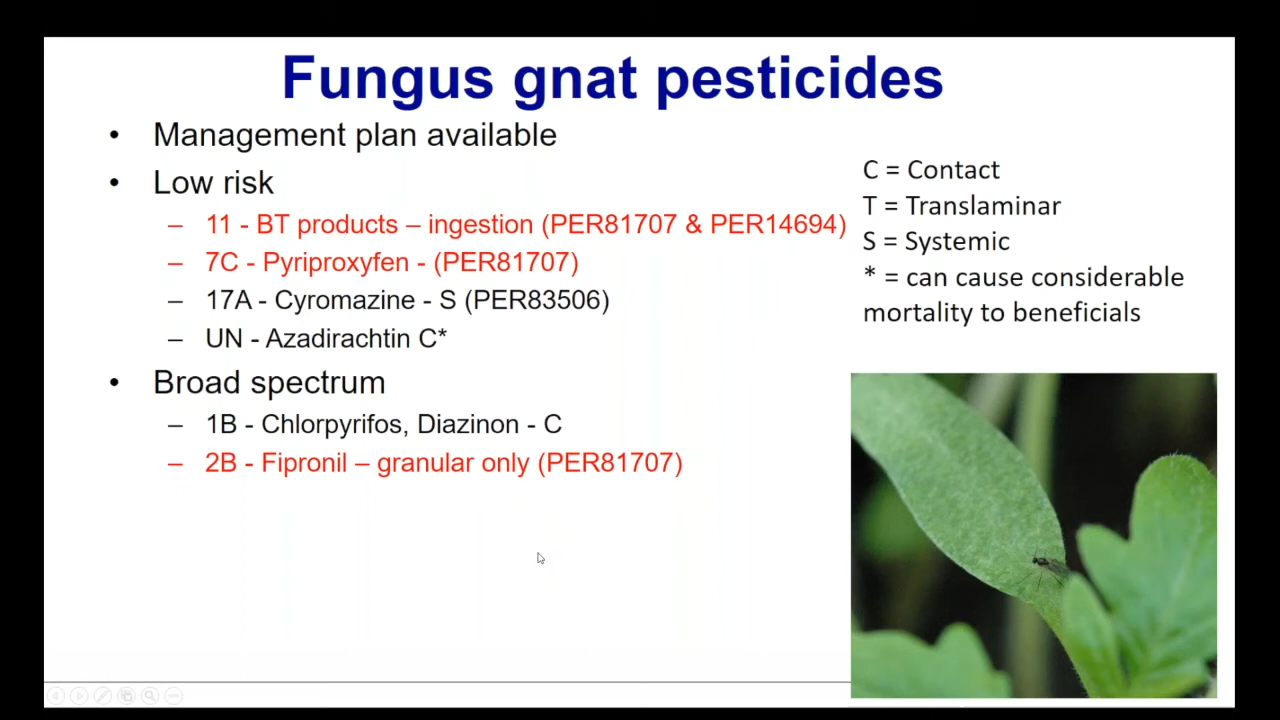 Fungus gnat pesticides
• Management plan available
• Low risk
– 11 - BT products – ingestion (PER81707 & PER14694)
– 7C - Pyriproxyfen - (PER81707)
– 17A - Cyromazine - S (PER83506)
– UN - Azadirachtin C*
• Broad spectrum
– 1B - Chlorpyrifos, Diazinon - C
– 2B - Fipronil – granular only (PER81707)
C = Contact
T = Translaminar
S = Systemic
* = can cause considerable
mortality to beneficials